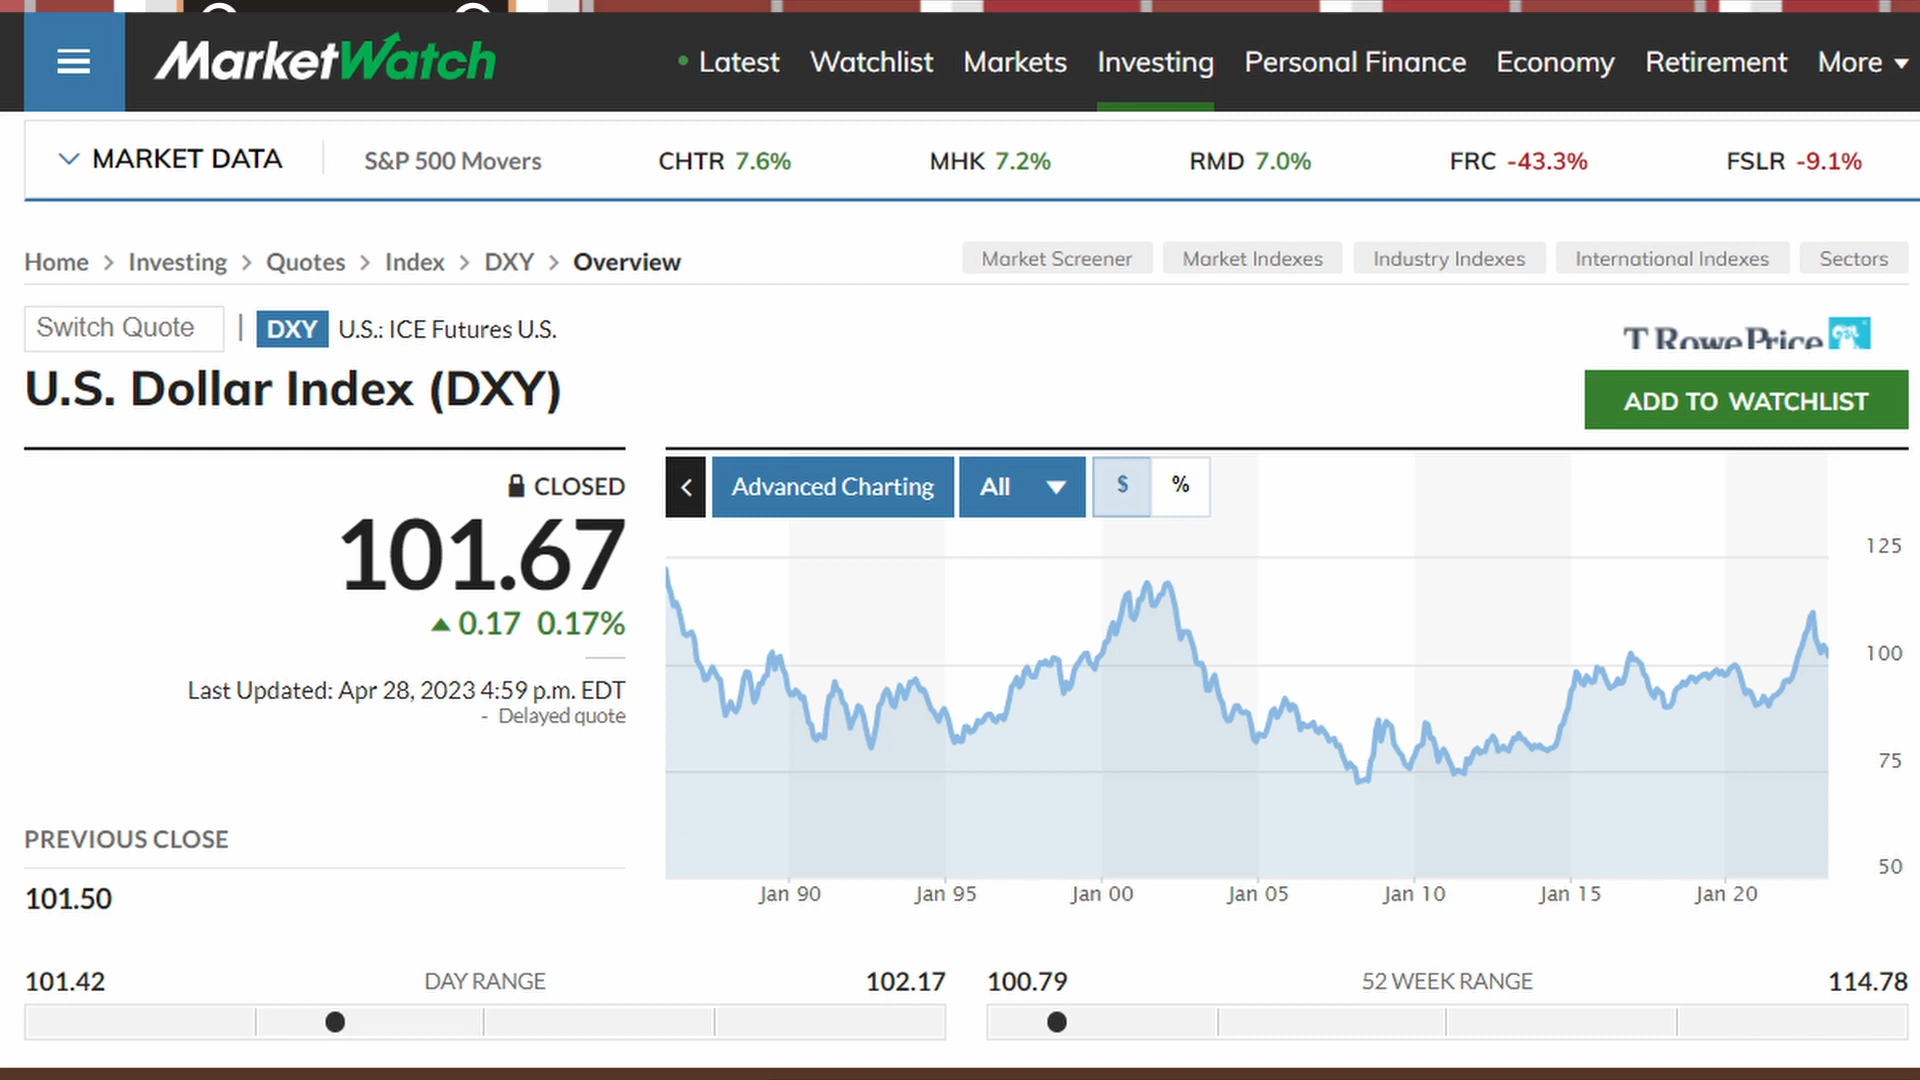 MarketWatch
Latest Watchlist Markets Investing Personal Finance Economy Retirement More
MARKET DATA S&P 500 Movers CHTR 7.6% MHK 7.2% RMD 7.0% FRC -43.3% FSLR -9.1%
Home > Investing > Quotes > Index > DXY > Overview
Market Screener Market Indexes Industry Indexes International Indexes Sectors
Switch Quote | DXY U.S.: ICE Futures U.S.
T Rowe Price
U.S. Dollar Index (DXY)
ADD TO WATCHLIST
CLOSED
101.67
0.17 0.17%
Last Updated: Apr 28, 2023 4:59 p.m. EDT
- Delayed quote
PREVIOUS CLOSE
101.50
Advanced Charting All $ %
125
100
75
50
Jan 90 Jan 95 Jan 00 Jan 05 Jan 10 Jan 15 Jan 20
101.42 DAY RANGE 102.17
100.79 52 WEEK RANGE 114.78